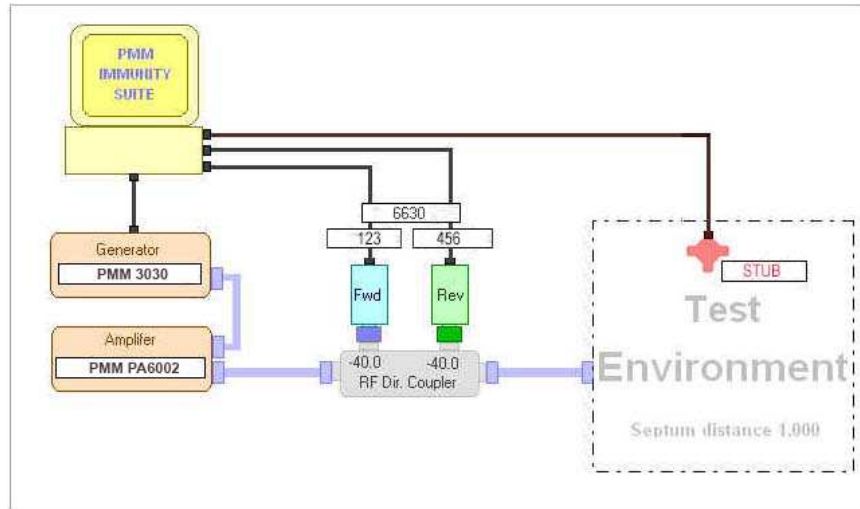 PMM
IMMUNITY
SUITE
6630
123
456
Generator
PMM 3030
Fwd
Rev
STUB
Test
Environment
Amplifer
PMM PA6002
-40.0
-40.0
RF Dir. Coupler
Septum distance 1.000